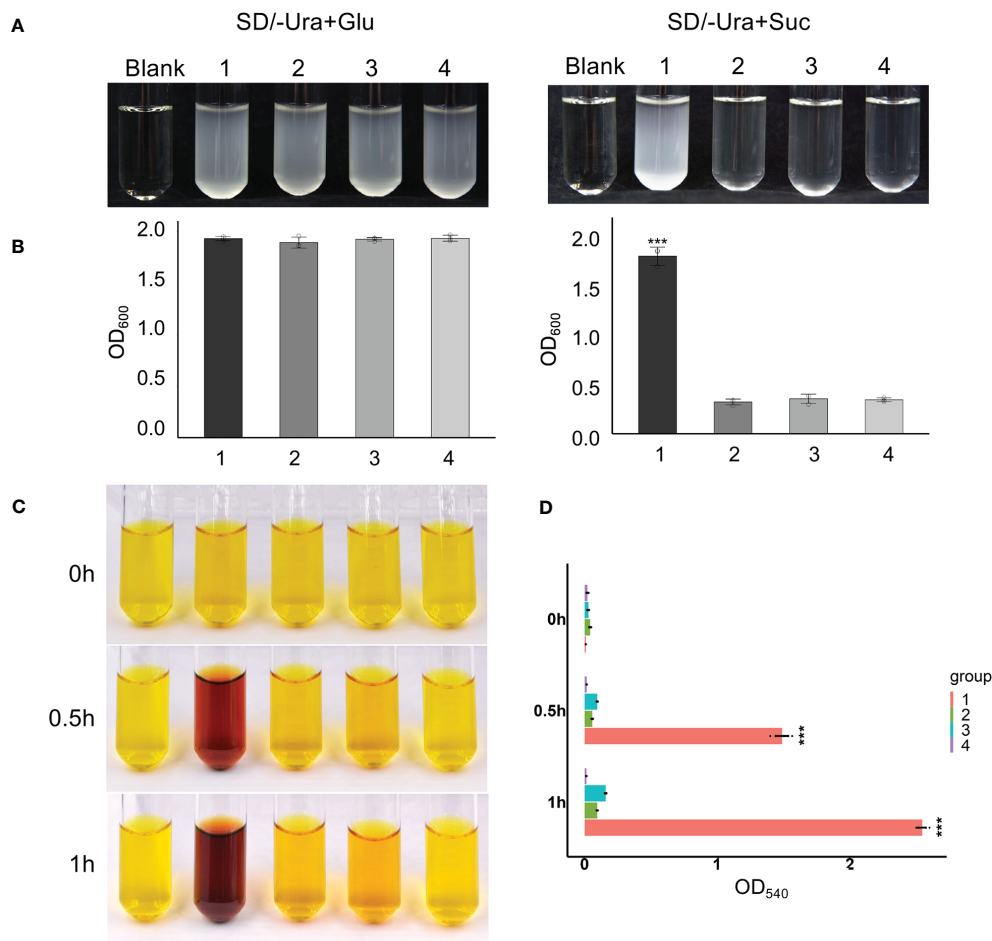 A
SD/-Ura+Glu
SD/-Ura+Suc
Blank 1 2 3 4
Blank 1 2 3 4
B
2.0
1.5
1.0
0.5
0.0
OD600
1 2 3 4
2.0
1.5
1.0
0.5
0.0
OD600
***
1 2 3 4
C
0h
0.5h
1h
D
0h
0.5h
1h
***
***
0 1 2
OD540
group
1
2
3
4